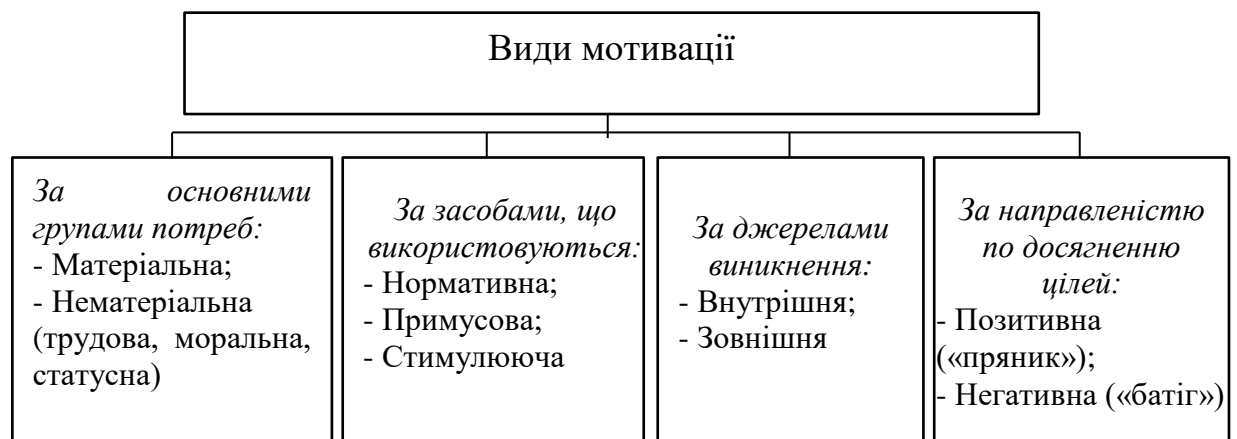 Види мотивації
За основними
групами потреб:
- Матеріальна;
- Нематеріальна
(трудова, моральна,
статусна)
За засобами, що
використовуються:
- Нормативна;
- Примусова;
- Стимулююча
За джерелами
виникнення:
- Внутрішня;
- Зовнішня
За направленістю
по досягненню
цілей:
- Позитивна
(«пряник»);
- Негативна («батіг»)